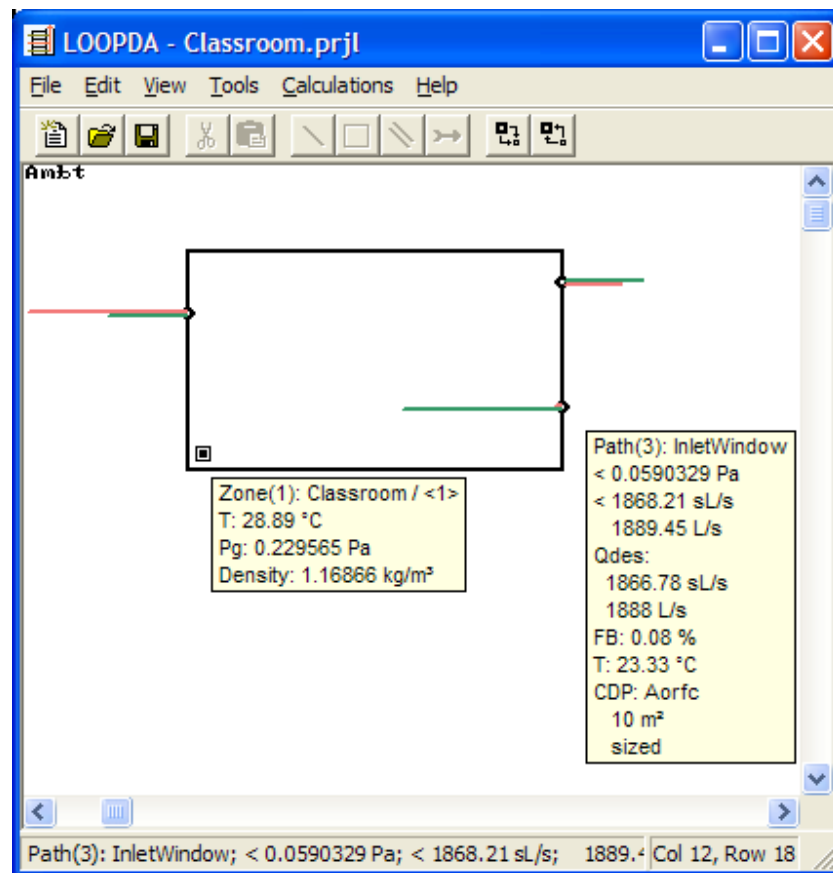 LOOPDA - Classroom.prjl
File Edit View Tools Calculations Help
Ambt
Zone(1): Classroom / <1>
T: 28.89 °C
Pg: 0.229565 Pa
Density: 1.16866 kg/m³
Path(3): InletWindow
< 0.0590329 Pa
< 1868.21 sL/s
1889.45 L/s
Qdes:
1866.78 sL/s
1888 L/s
FB: 0.08 %
T: 23.33 °C
CDP: Aorfc
10 m²
sized
Path(3): InletWindow; < 0.0590329 Pa; < 1868.21 sL/s; 1889.4 Col 12, Row 18